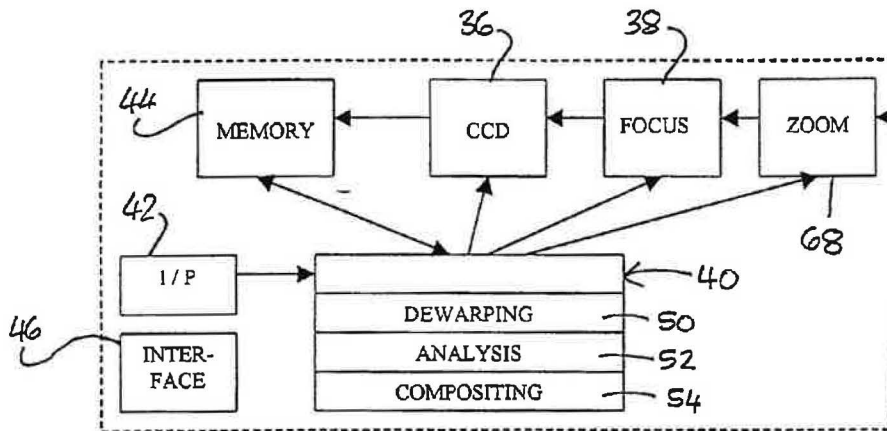 36
38
44
MEMORY
CCD
FOCUS
ZOOM
42
68
I / P
40
DEWARPING
50
46
INTER-
FACE
ANALYSIS
52
COMPOSITING
54